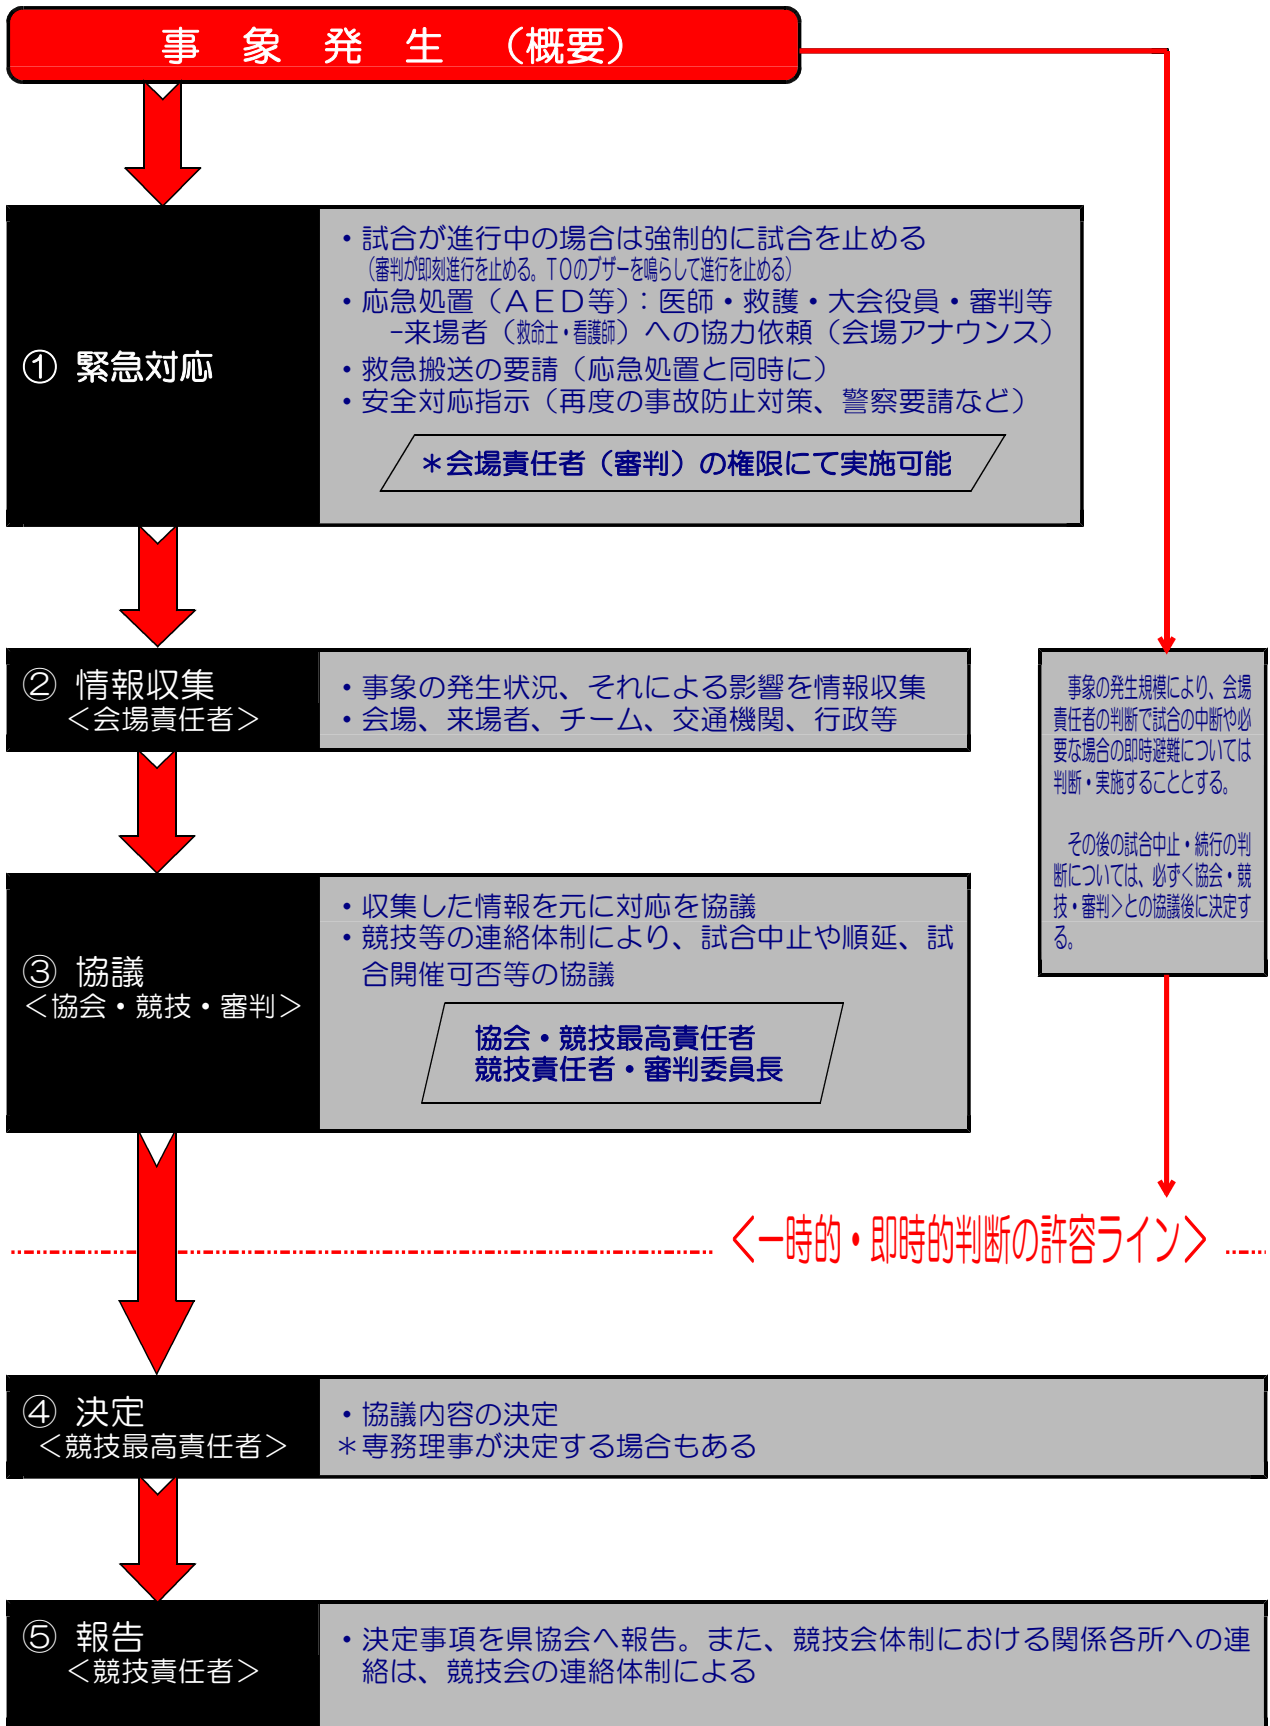 事　象　発　生　（概要）
① 緊急対応
・試合が進行中の場合は強制的に試合を止める
（審判が即刻進行を止める。ＴＯのブザーを鳴らして進行を止める）
・応急処置（ＡＥＤ等）：医師・救護・大会役員・審判等
－来場者（救命士・看護師）への協力依頼（会場アナウンス）
・救急搬送の要請（応急処置と同時に）
・安全対応指示（再度の事故防止対策、警察要請など）
＊会場責任者（審判）の権限にて実施可能
② 情報収集
＜会場責任者＞
・事象の発生状況、それによる影響を情報収集
・会場、来場者、チーム、交通機関、行政等
　事象の発生規模により、会場
責任者の判断で試合の中断や必
要な場合の即時避難については
判断・実施することとする。
　その後の試合中止・続行の判
断については、必ず＜協会・競
技・審判＞との協議後に決定す
る。
③ 協議
＜協会・競技・審判＞
・収集した情報を元に対応を協議
・競技等の連絡体制により、試合中止や順延、試
合開催可否等の協議
協会・競技最高責任者
競技責任者・審判委員長
＜一時的・即時的判断の許容ライン＞
④ 決定
＜競技最高責任者＞
・協議内容の決定
＊専務理事が決定する場合もある
⑤ 報告
＜競技責任者＞
・決定事項を県協会へ報告。また、競技会体制における関係各所への連
絡は、競技会の連絡体制による